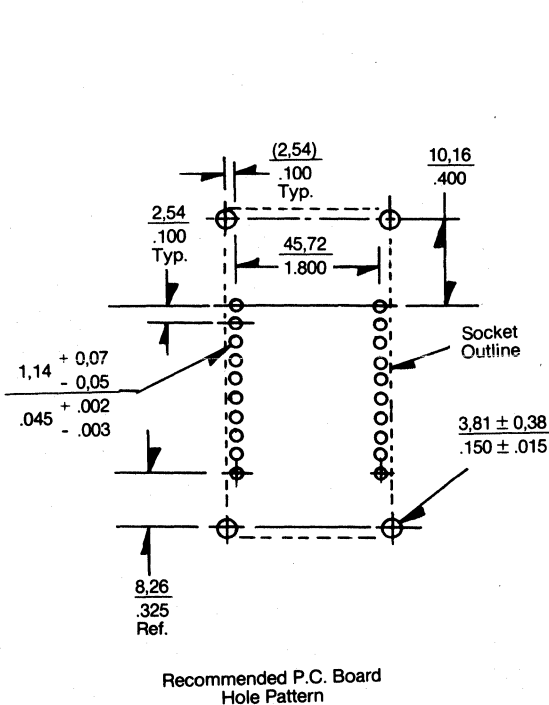 (2,54)
.100
Typ.
10,16
.400
2,54
.100
Typ.
45,72
1.800
Socket
Outline
1,14 + 0,07
- 0,05
.045 + .002
- .003
3,81 ± 0,38
.150 ± .015
8,26
.325
Ref.
Recommended P.C. Board
Hole Pattern